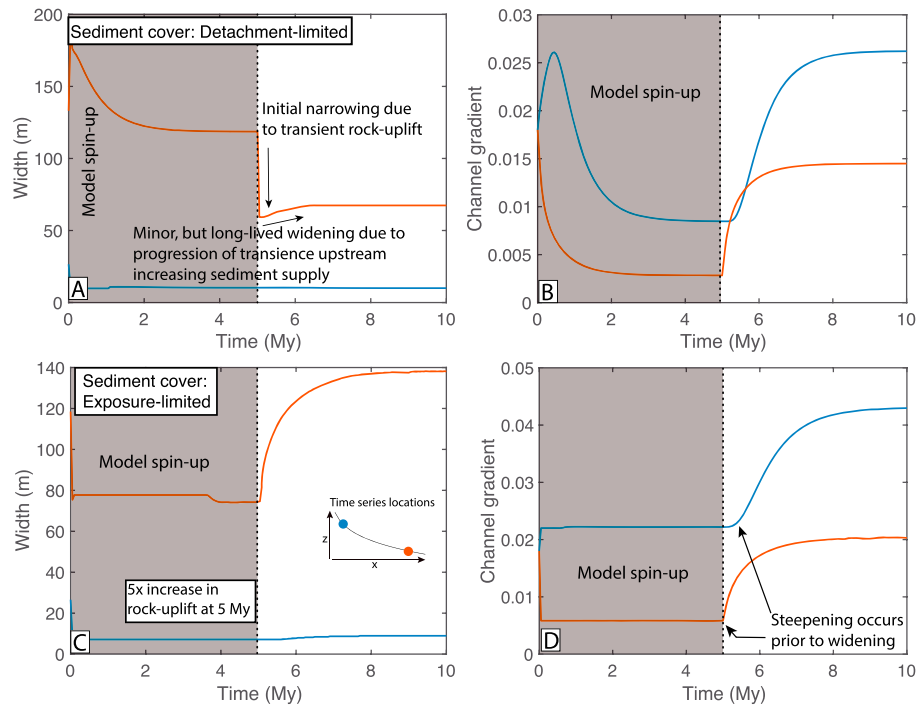 200
150
100
50
0
Width (m)
Sediment cover: Detachment-limited
Model spin-up
Initial narrowing due
to transient rock-uplift
Minor, but long-lived widening due to
progression of transience upstream
increasing sediment supply
A
0
2
4
6
8
10
Time (My)
0.03
0.025
0.02
0.015
0.01
0.005
0
Channel gradient
Model spin-up
B
0
2
4
6
8
10
Time (My)
140
120
100
80
60
40
20
0
Width (m)
Sediment cover:
Exposure-limited
Model spin-up
Time series locations
z
x
5x increase in
rock-uplift at 5 My
C
0
2
4
6
8
10
Time (My)
0.05
0.04
0.03
0.02
0.01
0
Channel gradient
Model spin-up
Steepening occurs
prior to widening
D
0
2
4
6
8
10
Time (My)